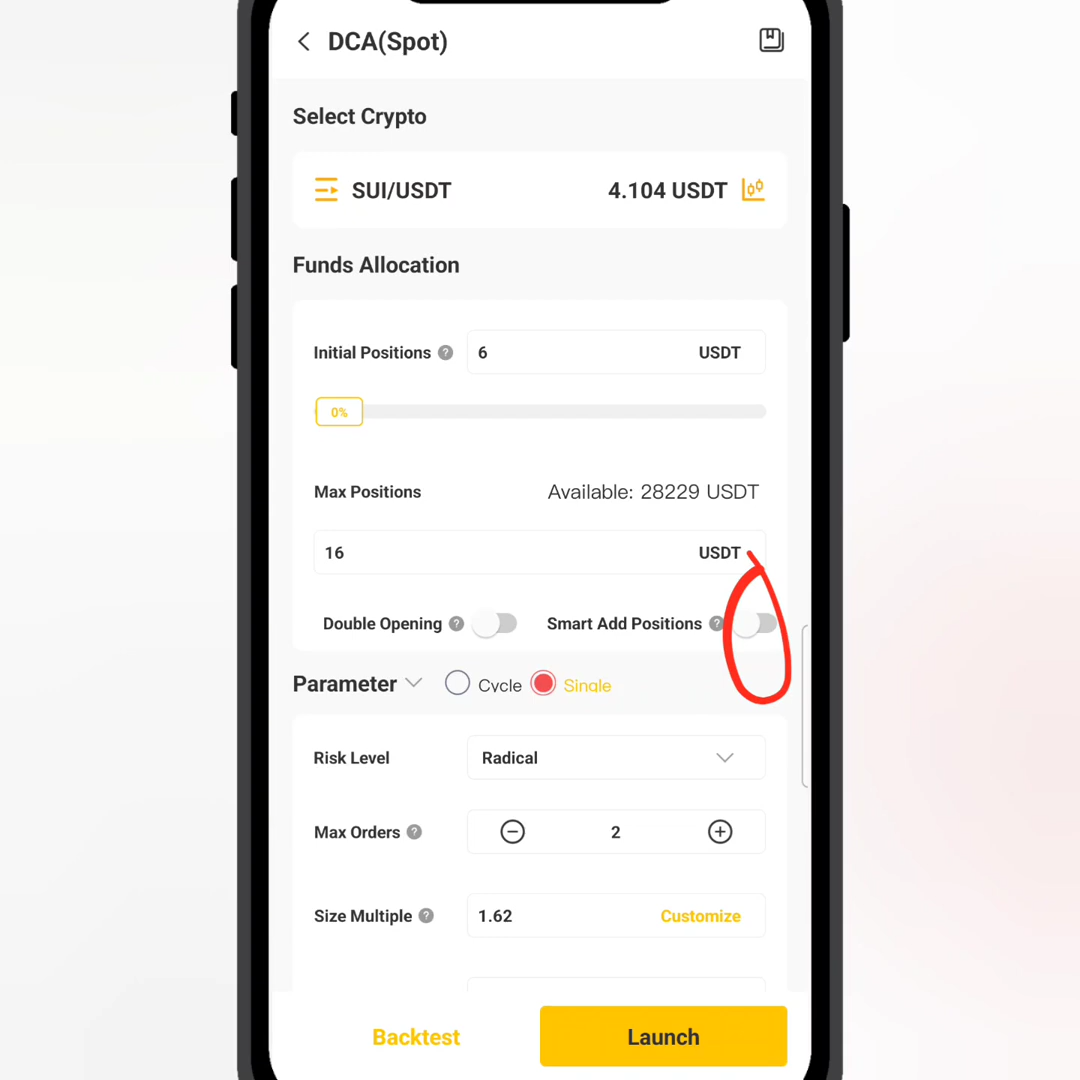 DCA(Spot)
Select Crypto
SUI/USDT 4.104 USDT
Funds Allocation
Initial Positions ? 6 USDT
0%
Max Positions Available: 28229 USDT
16 USDT
Double Opening ? Smart Add Positions ?
Parameter Cycle Single
Risk Level Radical
Max Orders ? 2
Size Multiple ? 1.62 Customize
Backtest Launch